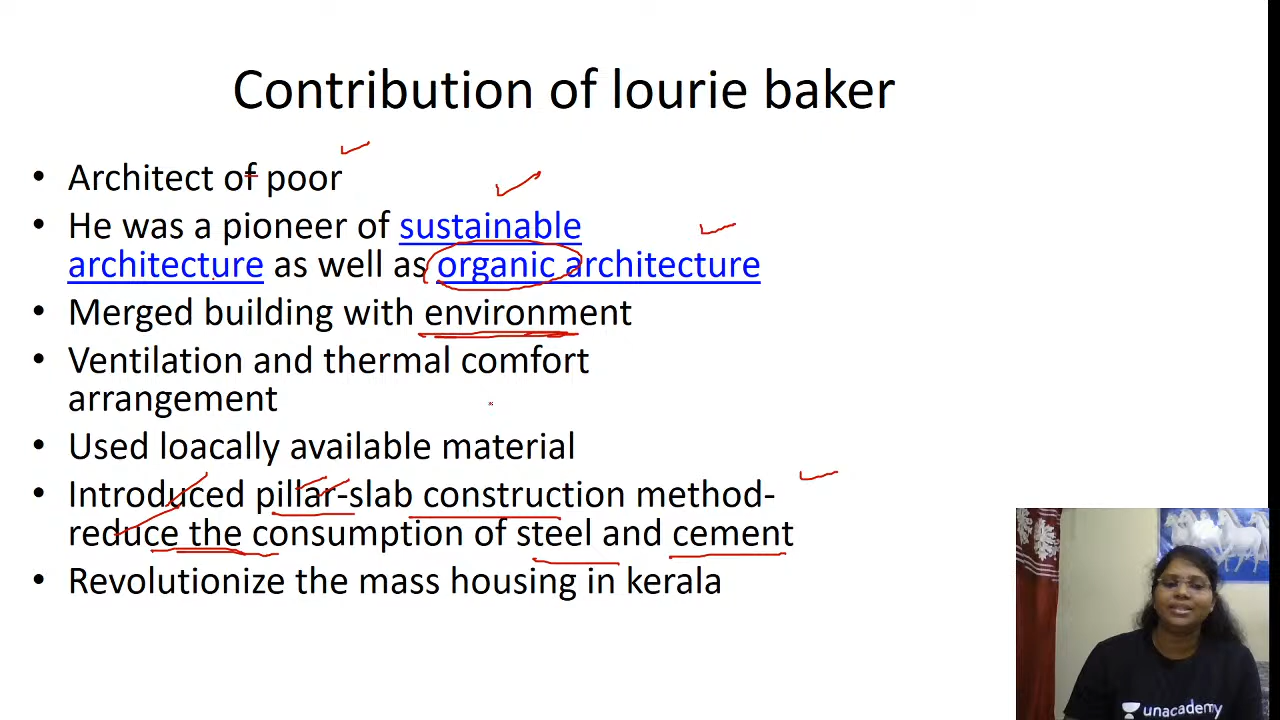 Contribution of lourie baker
• Architect of poor
• He was a pioneer of sustainable
architecture as well as organic architecture
• Merged building with environment
• Ventilation and thermal comfort
arrangement
• Used loacally available material
• Introduced pillar-slab construction method-
reduce the consumption of steel and cement
• Revolutionize the mass housing in kerala
unacademy